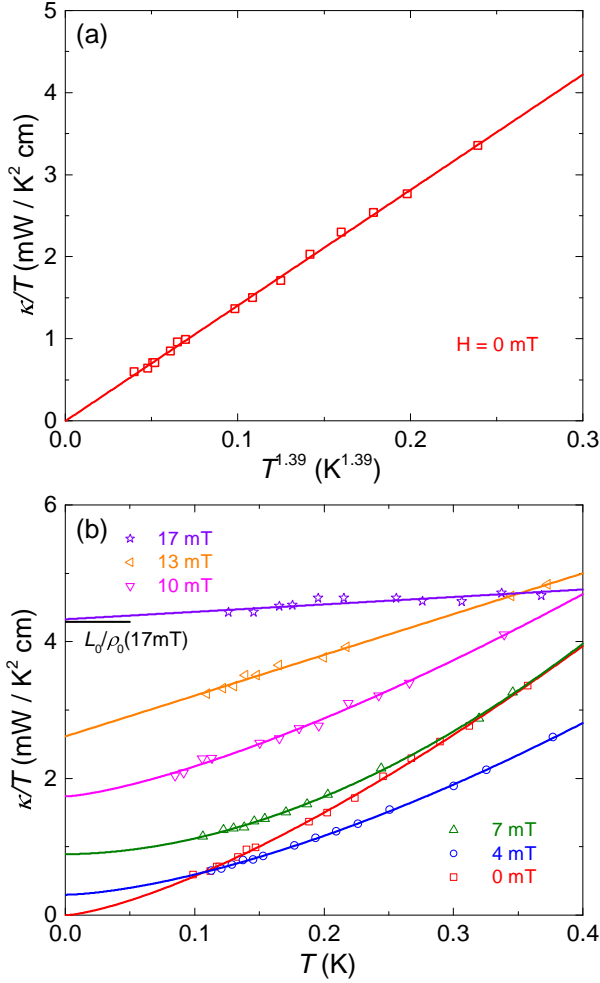 (a)
5
4
3
2
1
0
κ/T (mW / K² cm)
H = 0 mT
0.0 0.1 0.2 0.3
T^1.39 (K^1.39)
(b)
6
4
2
0
κ/T (mW / K² cm)
17 mT
13 mT
10 mT
L₀/ρ₀(17mT)
7 mT
4 mT
0 mT
0.0 0.1 0.2 0.3 0.4
T (K)